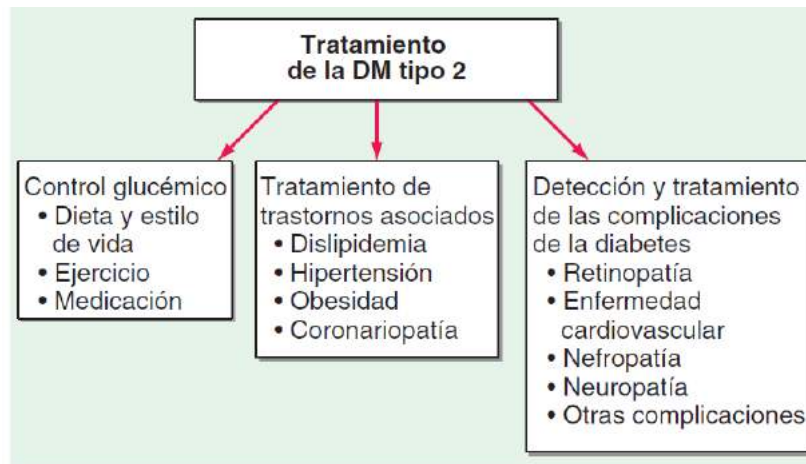 Tratamiento
de la DM tipo 2
Control glucémico
• Dieta y estilo
de vida
• Ejercicio
• Medicación
Tratamiento de
trastornos asociados
• Dislipidemia
• Hipertensión
• Obesidad
• Coronariopatía
Detección y tratamiento
de las complicaciones
de la diabetes
• Retinopatía
• Enfermedad
cardiovascular
• Nefropatía
• Neuropatía
• Otras complicaciones